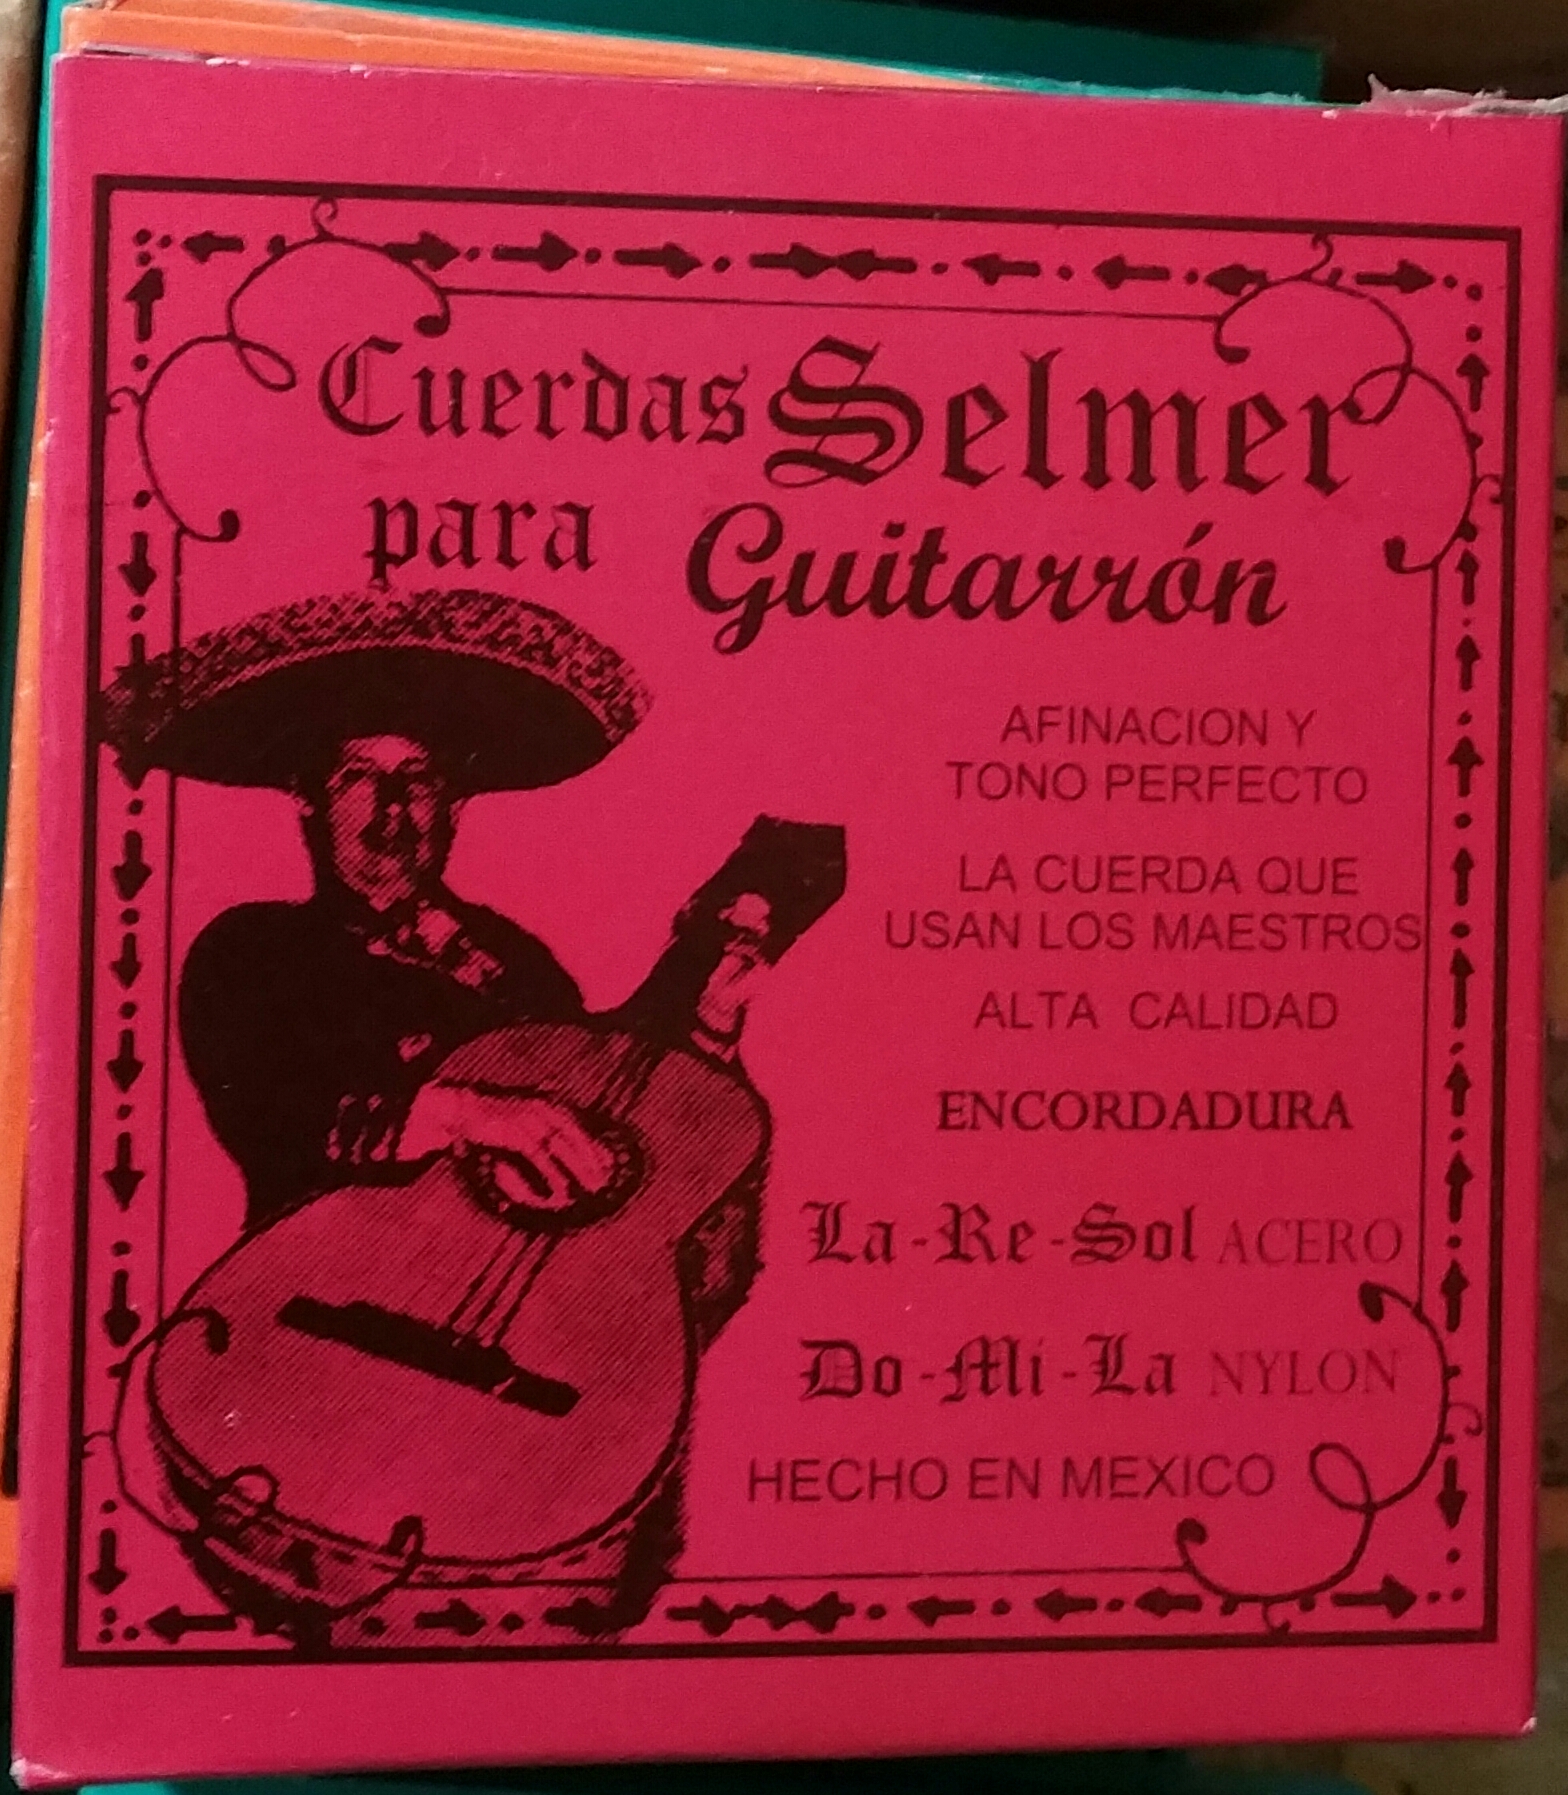 Cuerdas Selmer
para Guitarrón
AFINACION Y
TONO PERFECTO
LA CUERDA QUE
USAN LOS MAESTROS
ALTA CALIDAD
ENCORDADURA
La-Re-Sol ACERO
Do-Mi-La NYLON
HECHO EN MEXICO